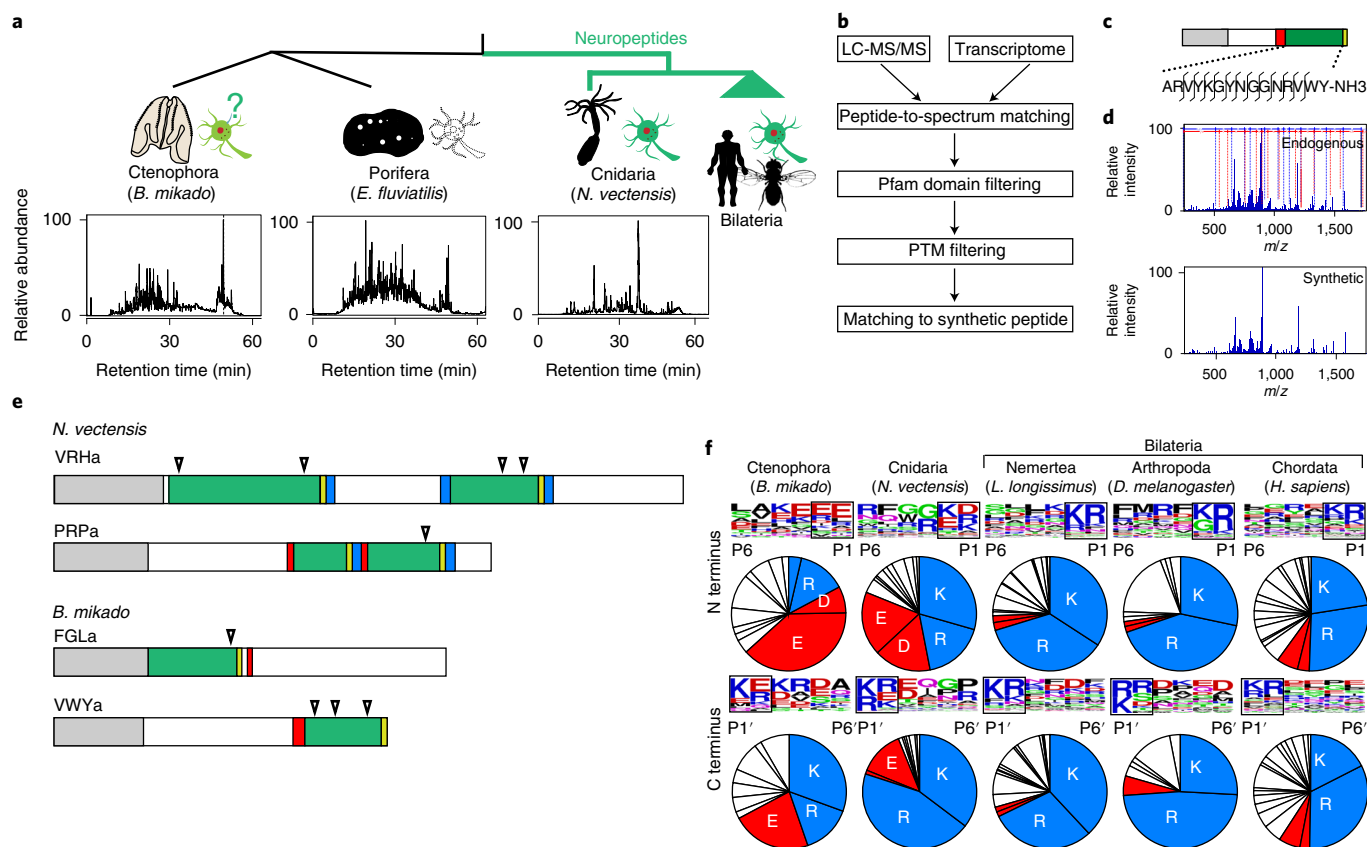 a
Neuropeptides
?
Ctenophora
(B. mikado)
Porifera
(E. fluviatilis)
Cnidaria
(N. vectensis)
Bilateria
Relative abundance
100
0
0
30
60
Retention time (min)
100
0
0
30
60
Retention time (min)
100
0
0
30
60
Retention time (min)
b
LC-MS/MS
Transcriptome
Peptide-to-spectrum matching
Pfam domain filtering
PTM filtering
Matching to synthetic peptide
c
ARVYKGYNGGNRVWY-NH3
d
Relative
intensity
100
0
Endogenous
500
1,000
1,500
m/z
Relative
intensity
100
0
Synthetic
500
1,000
1,500
m/z
e
N. vectensis
VRHa
PRPa
B. mikado
FGLa
VWYa
f
Bilateria
Ctenophora
(B. mikado)
Cnidaria
(N. vectensis)
Nemertea
(L. longissimus)
Arthropoda
(D. melanogaster)
Chordata
(H. sapiens)
N terminus
P6 P1
P6 P1
P6 P1
P6 P1
P6 P1
R D E
K R D E
K R
K R
K R
C terminus
P1′ P6′
P1′ P6′
P1′ P6′
P1′ P6′
P1′ P6′
K R E
E K R
K R
K R
K R